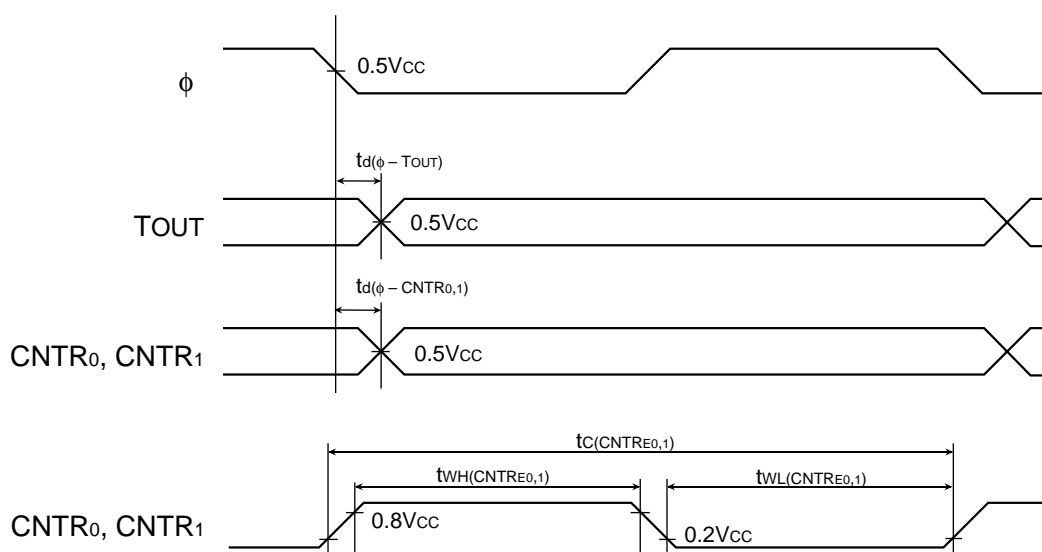 ϕ
0.5VCC
td(ϕ – TOUT)
TOUT
0.5VCC
td(ϕ – CNTR0,1)
CNTR0, CNTR1
0.5VCC
tC(CNTRE0,1)
tWH(CNTRE0,1)
tWL(CNTRE0,1)
CNTR0, CNTR1
0.8VCC
0.2VCC